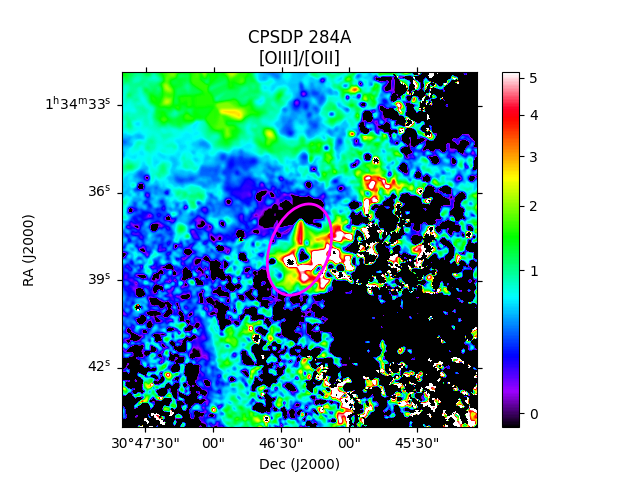 CPSDP 284A
[OIII]/[OII]
1ʰ34ᵐ33ˢ
36ˢ
39ˢ
42ˢ
RA (J2000)
30°47'30" 00" 46'30" 00" 45'30"
Dec (J2000)
5
4
3
2
1
0